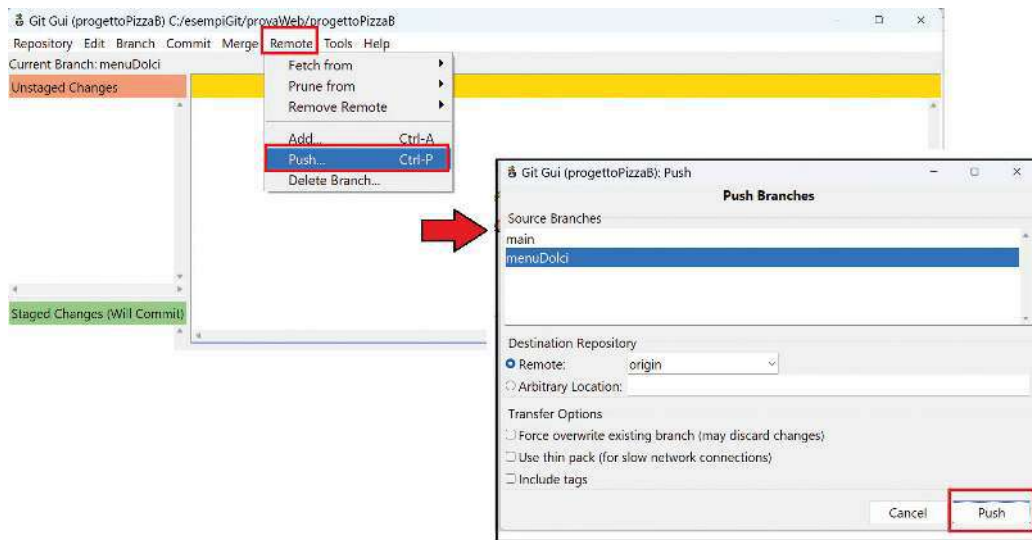 Git Gui (progettoPizzaB) C:/esempiGit/provaWeb/progettoPizzaB
Repository Edit Branch Commit Merge Remote Tools Help
Current Branch: menuDolci
Unstaged Changes
Fetch from
Prune from
Remove Remote
Add... Ctrl-A
Push... Ctrl-P
Delete Branch...
Staged Changes (Will Commit)
Git Gui (progettoPizzaB): Push
Push Branches
Source Branches
main
menuDolci
Destination Repository
Remote: origin
Arbitrary Location:
Transfer Options
Force overwrite existing branch (may discard changes)
Use thin pack (for slow network connections)
Include tags
Cancel Push